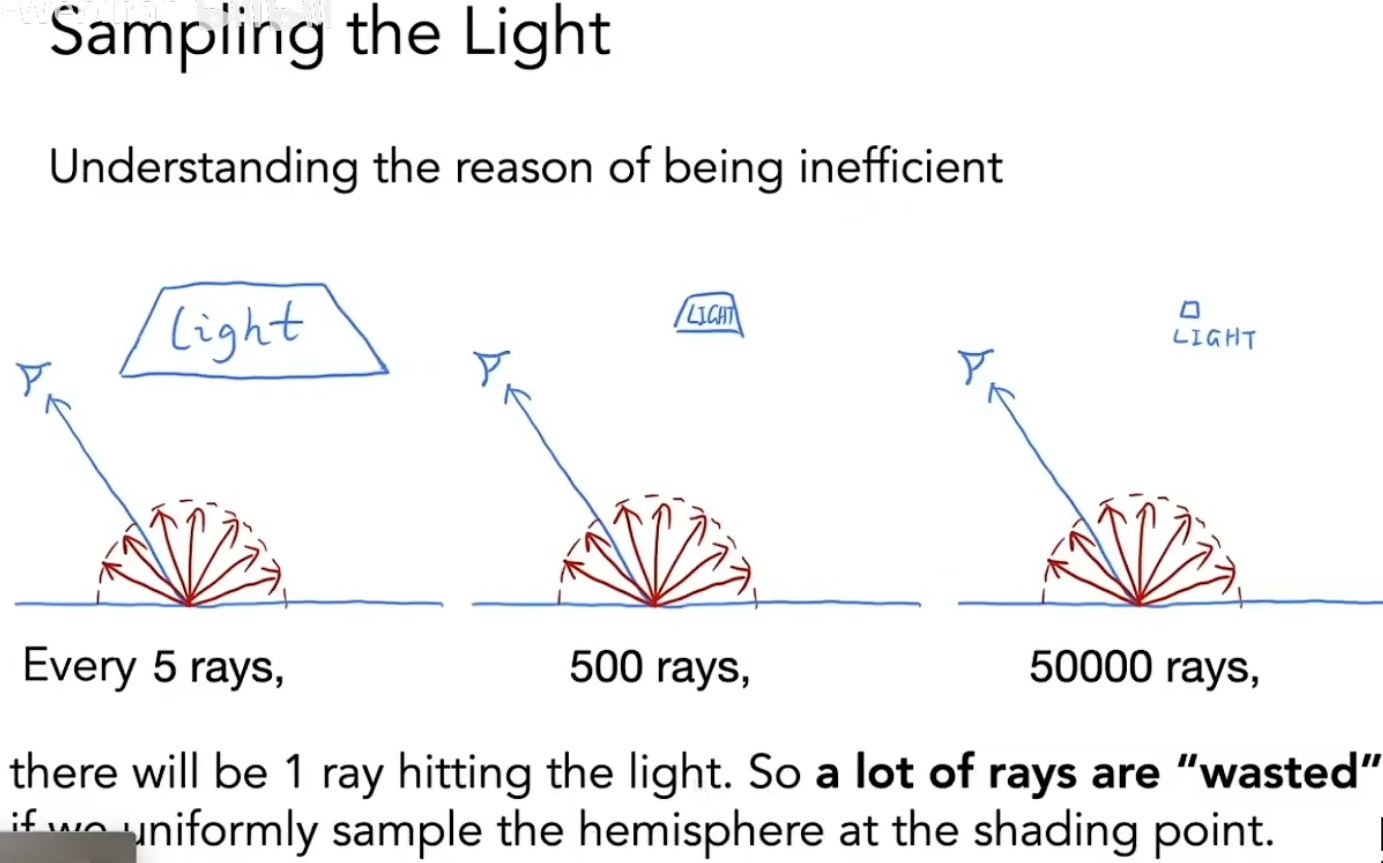 Sampling the Light
Understanding the reason of being inefficient
light
LIGHT
LIGHT
Every 5 rays,
500 rays,
50000 rays,
there will be 1 ray hitting the light. So a lot of rays are "wasted"
if we uniformly sample the hemisphere at the shading point.